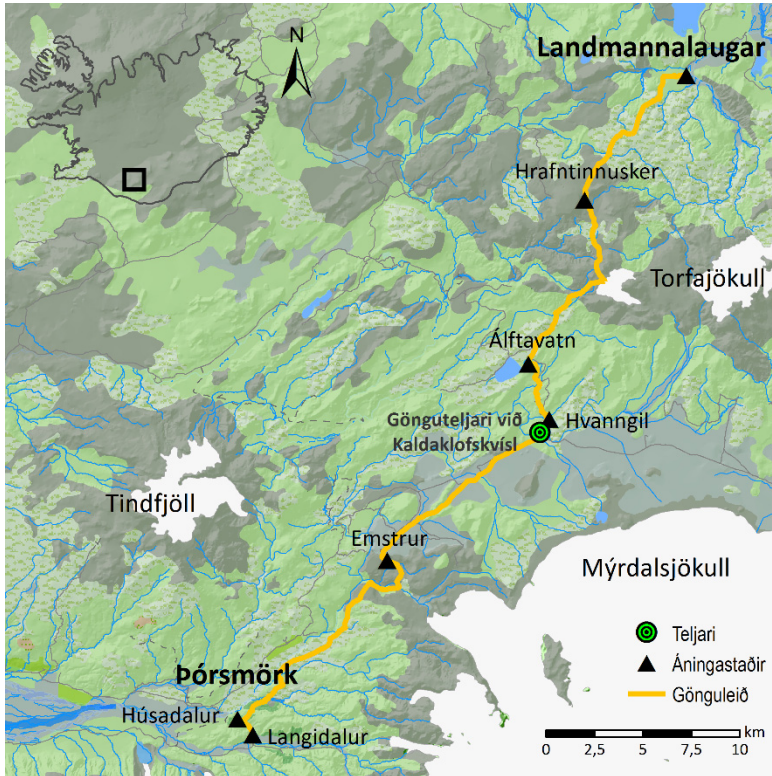 N
Landmannalaugar
Hrafntinnusker
Torfajökull
Álftavatn
Gönguteljari við
Kaldaklofskvísl
Hvanngil
Tindfjöll
Emstrur
Mýrdalsjökull
Teljari
Áningastaðir
Gönguleið
Þórsmörk
Húsadalur
Langidalur
km
0 2,5 5 7,5 10